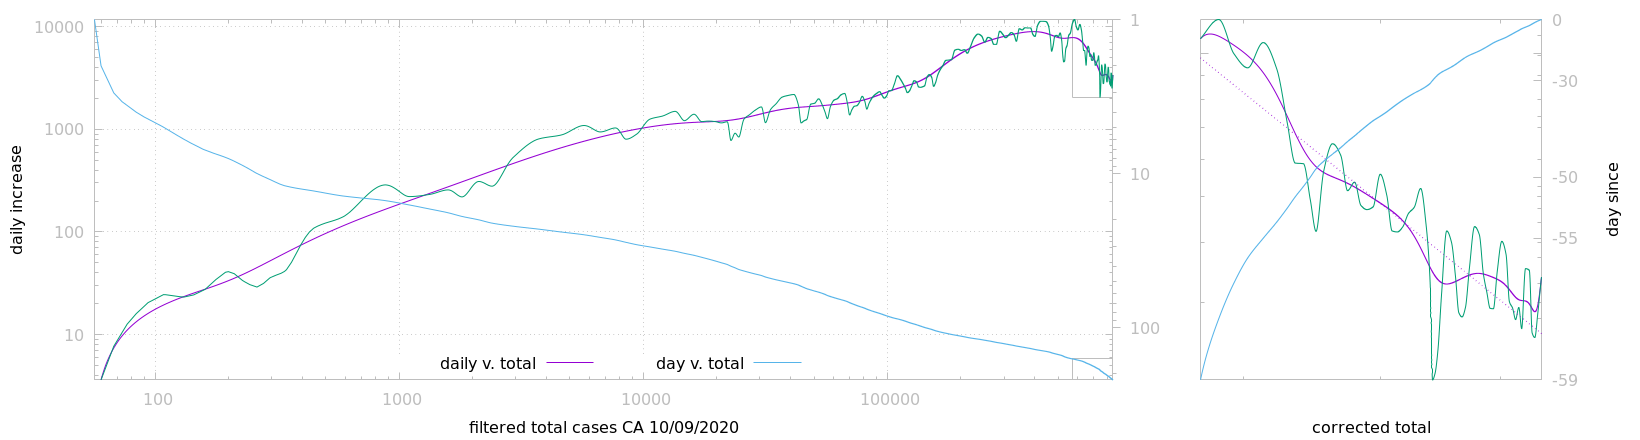 10000
1000
100
10
daily increase
1
10
100
daily v. total
day v. total
100
1000
10000
100000
filtered total cases CA 10/09/2020
0
-30
-50
-55
-59
day since
corrected total